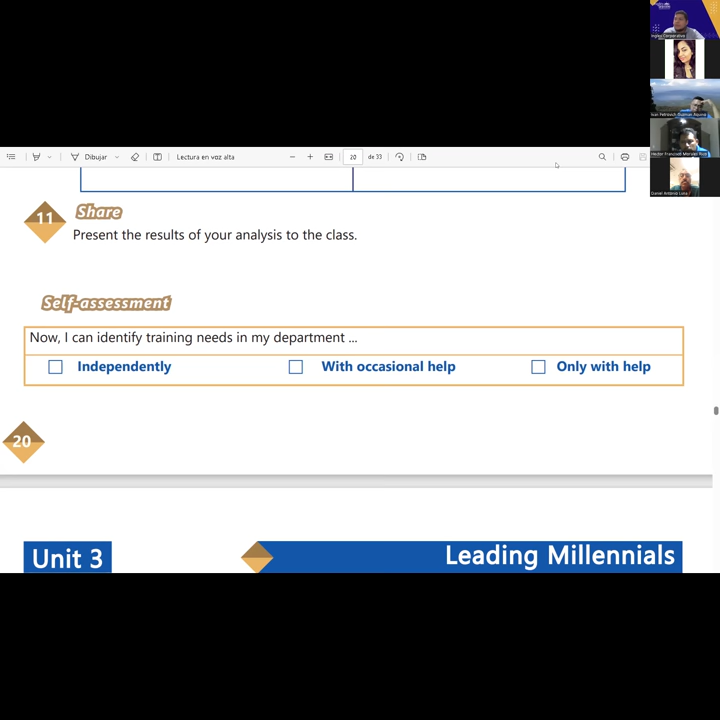 Dibujar
Lectura en voz alta
20
de 33
11
Share
Present the results of your analysis to the class.
Self-assessment
Now, I can identify training needs in my department ...
Independently
With occasional help
Only with help
20
Unit 3
Leading Millennials